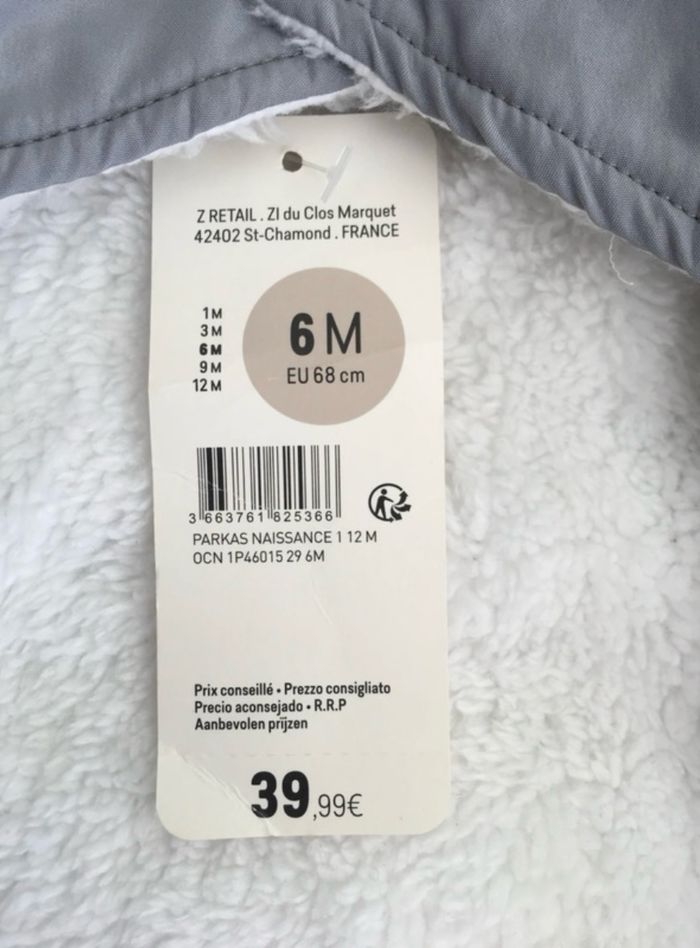 Z RETAIL . ZI du Clos Marquet
42402 St-Chamond . FRANCE
1 M
3 M
6 M
9 M
12 M
6 M
EU 68 cm
3 663761 825366
PARKAS NAISSANCE 1 12 M
OCN 1P46015 29 6M
Prix conseillé • Prezzo consigliato
Precio aconsejado • R.R.P
Aanbevolen prijzen
39,99€